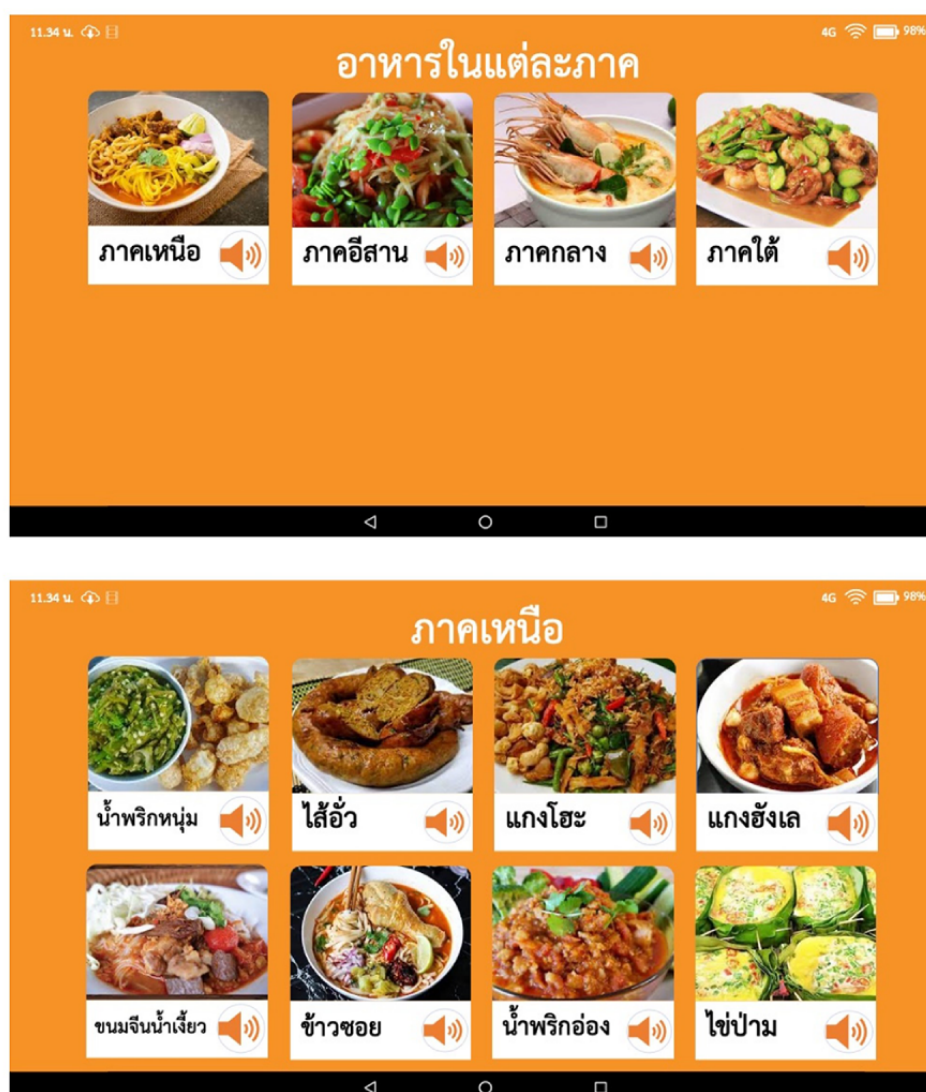 11.34 น.
4G 98%
อาหารในแต่ละภาค
ภาคเหนือ
ภาคอีสาน
ภาคกลาง
ภาคใต้
11.34 น.
4G 98%
ภาคเหนือ
น้ำพริกหนุ่ม
ไส้อั่ว
แกงโฮะ
แกงฮังเล
ขนมจีนน้ำเงี้ยว
ข้าวซอย
น้ำพริกอ่อง
ไข่ป่าม